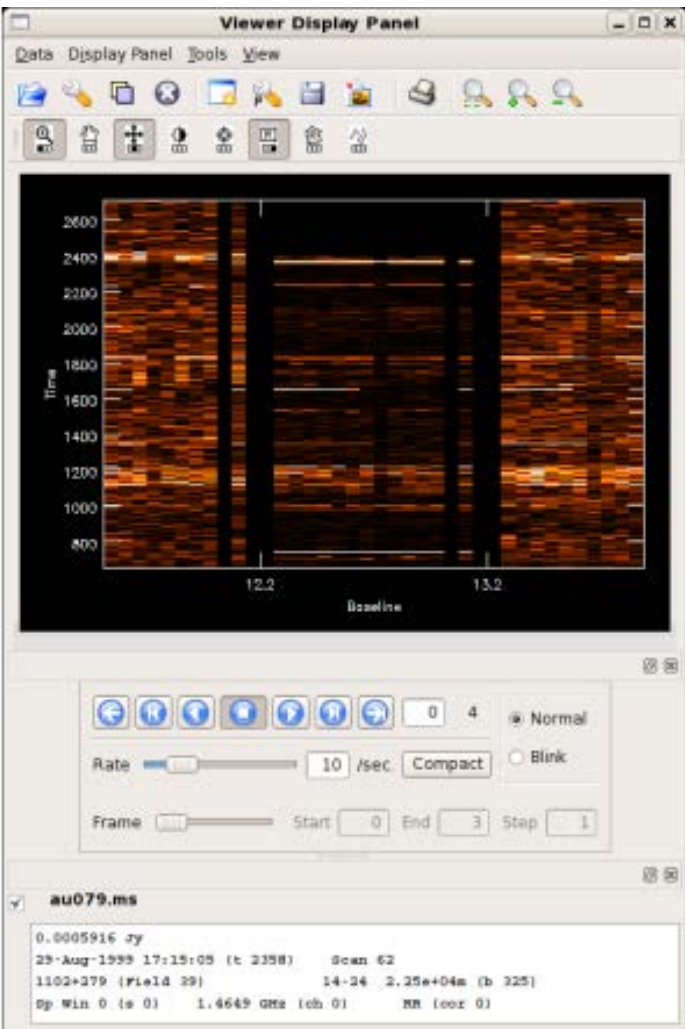 Viewer Display Panel
Data Display Panel Tools View
2600
2400
2200
2000
1800
1600
1400
1200
1000
800
Time
12.2 13.2
Baseline
0 4
Normal
Blink
Rate 10 /sec Compact
Frame Start 0 End 3 Step 1
au079.ms
0.0005916 Jy
29-Aug-1999 17:15:05 (t 2358) Scan 62
1102+279 (Field 39) 14-24 2.25e+04m (b 325)
Sp Win 0 (s 0) 1.4649 GHz (ch 0) RR (cor 0)